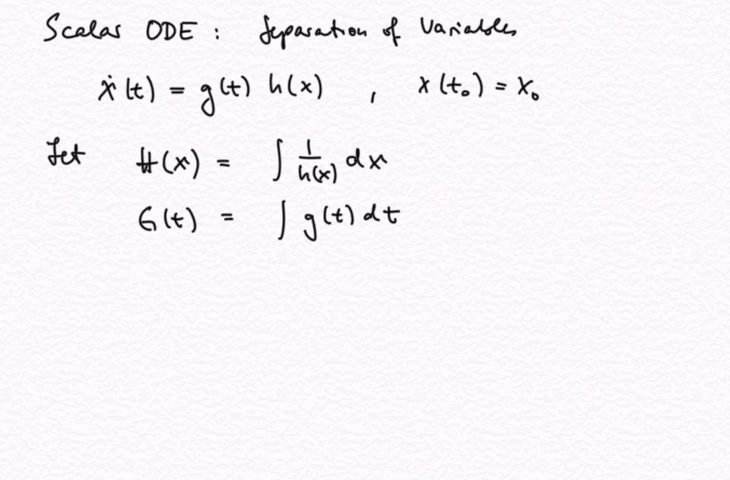 Scalar ODE : Separation of Variables
ẋ(t) = g(t) h(x) , x(t₀) = x₀
Let H(x) = ∫ 1/h(x) dx
G(t) = ∫ g(t) dt